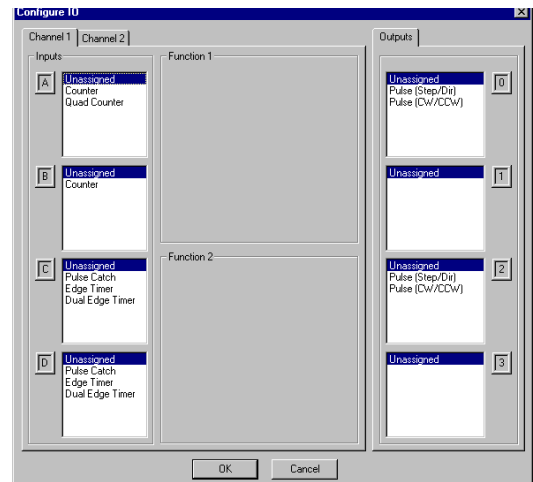 Configure IO
Channel 1 Channel 2
Outputs
Inputs
Function 1
A
Unassigned
Counter
Quad Counter
B
Unassigned
Counter
C
Unassigned
Pulse Catch
Edge Timer
Dual Edge Timer
D
Unassigned
Pulse Catch
Edge Timer
Dual Edge Timer
Function 2
Unassigned
Pulse (Step/Dir)
Pulse (CW/CCW)
0
Unassigned
1
Unassigned
Pulse (Step/Dir)
Pulse (CW/CCW)
2
Unassigned
3
OK Cancel